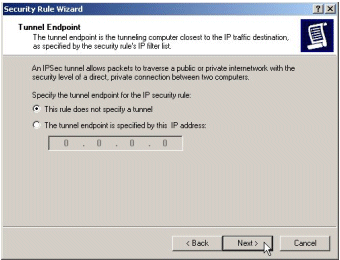 Security Rule Wizard
Tunnel Endpoint
The tunnel endpoint is the tunneling computer closest to the IP traffic destination,
as specified by the security rule's IP filter list.
An IPSec tunnel allows packets to traverse a public or private internetwork with the
security level of a direct, private connection between two computers.
Specify the tunnel endpoint for the IP security rule:
This rule does not specify a tunnel
The tunnel endpoint is specified by this IP address:
0 . 0 . 0 . 0
< Back Next > Cancel